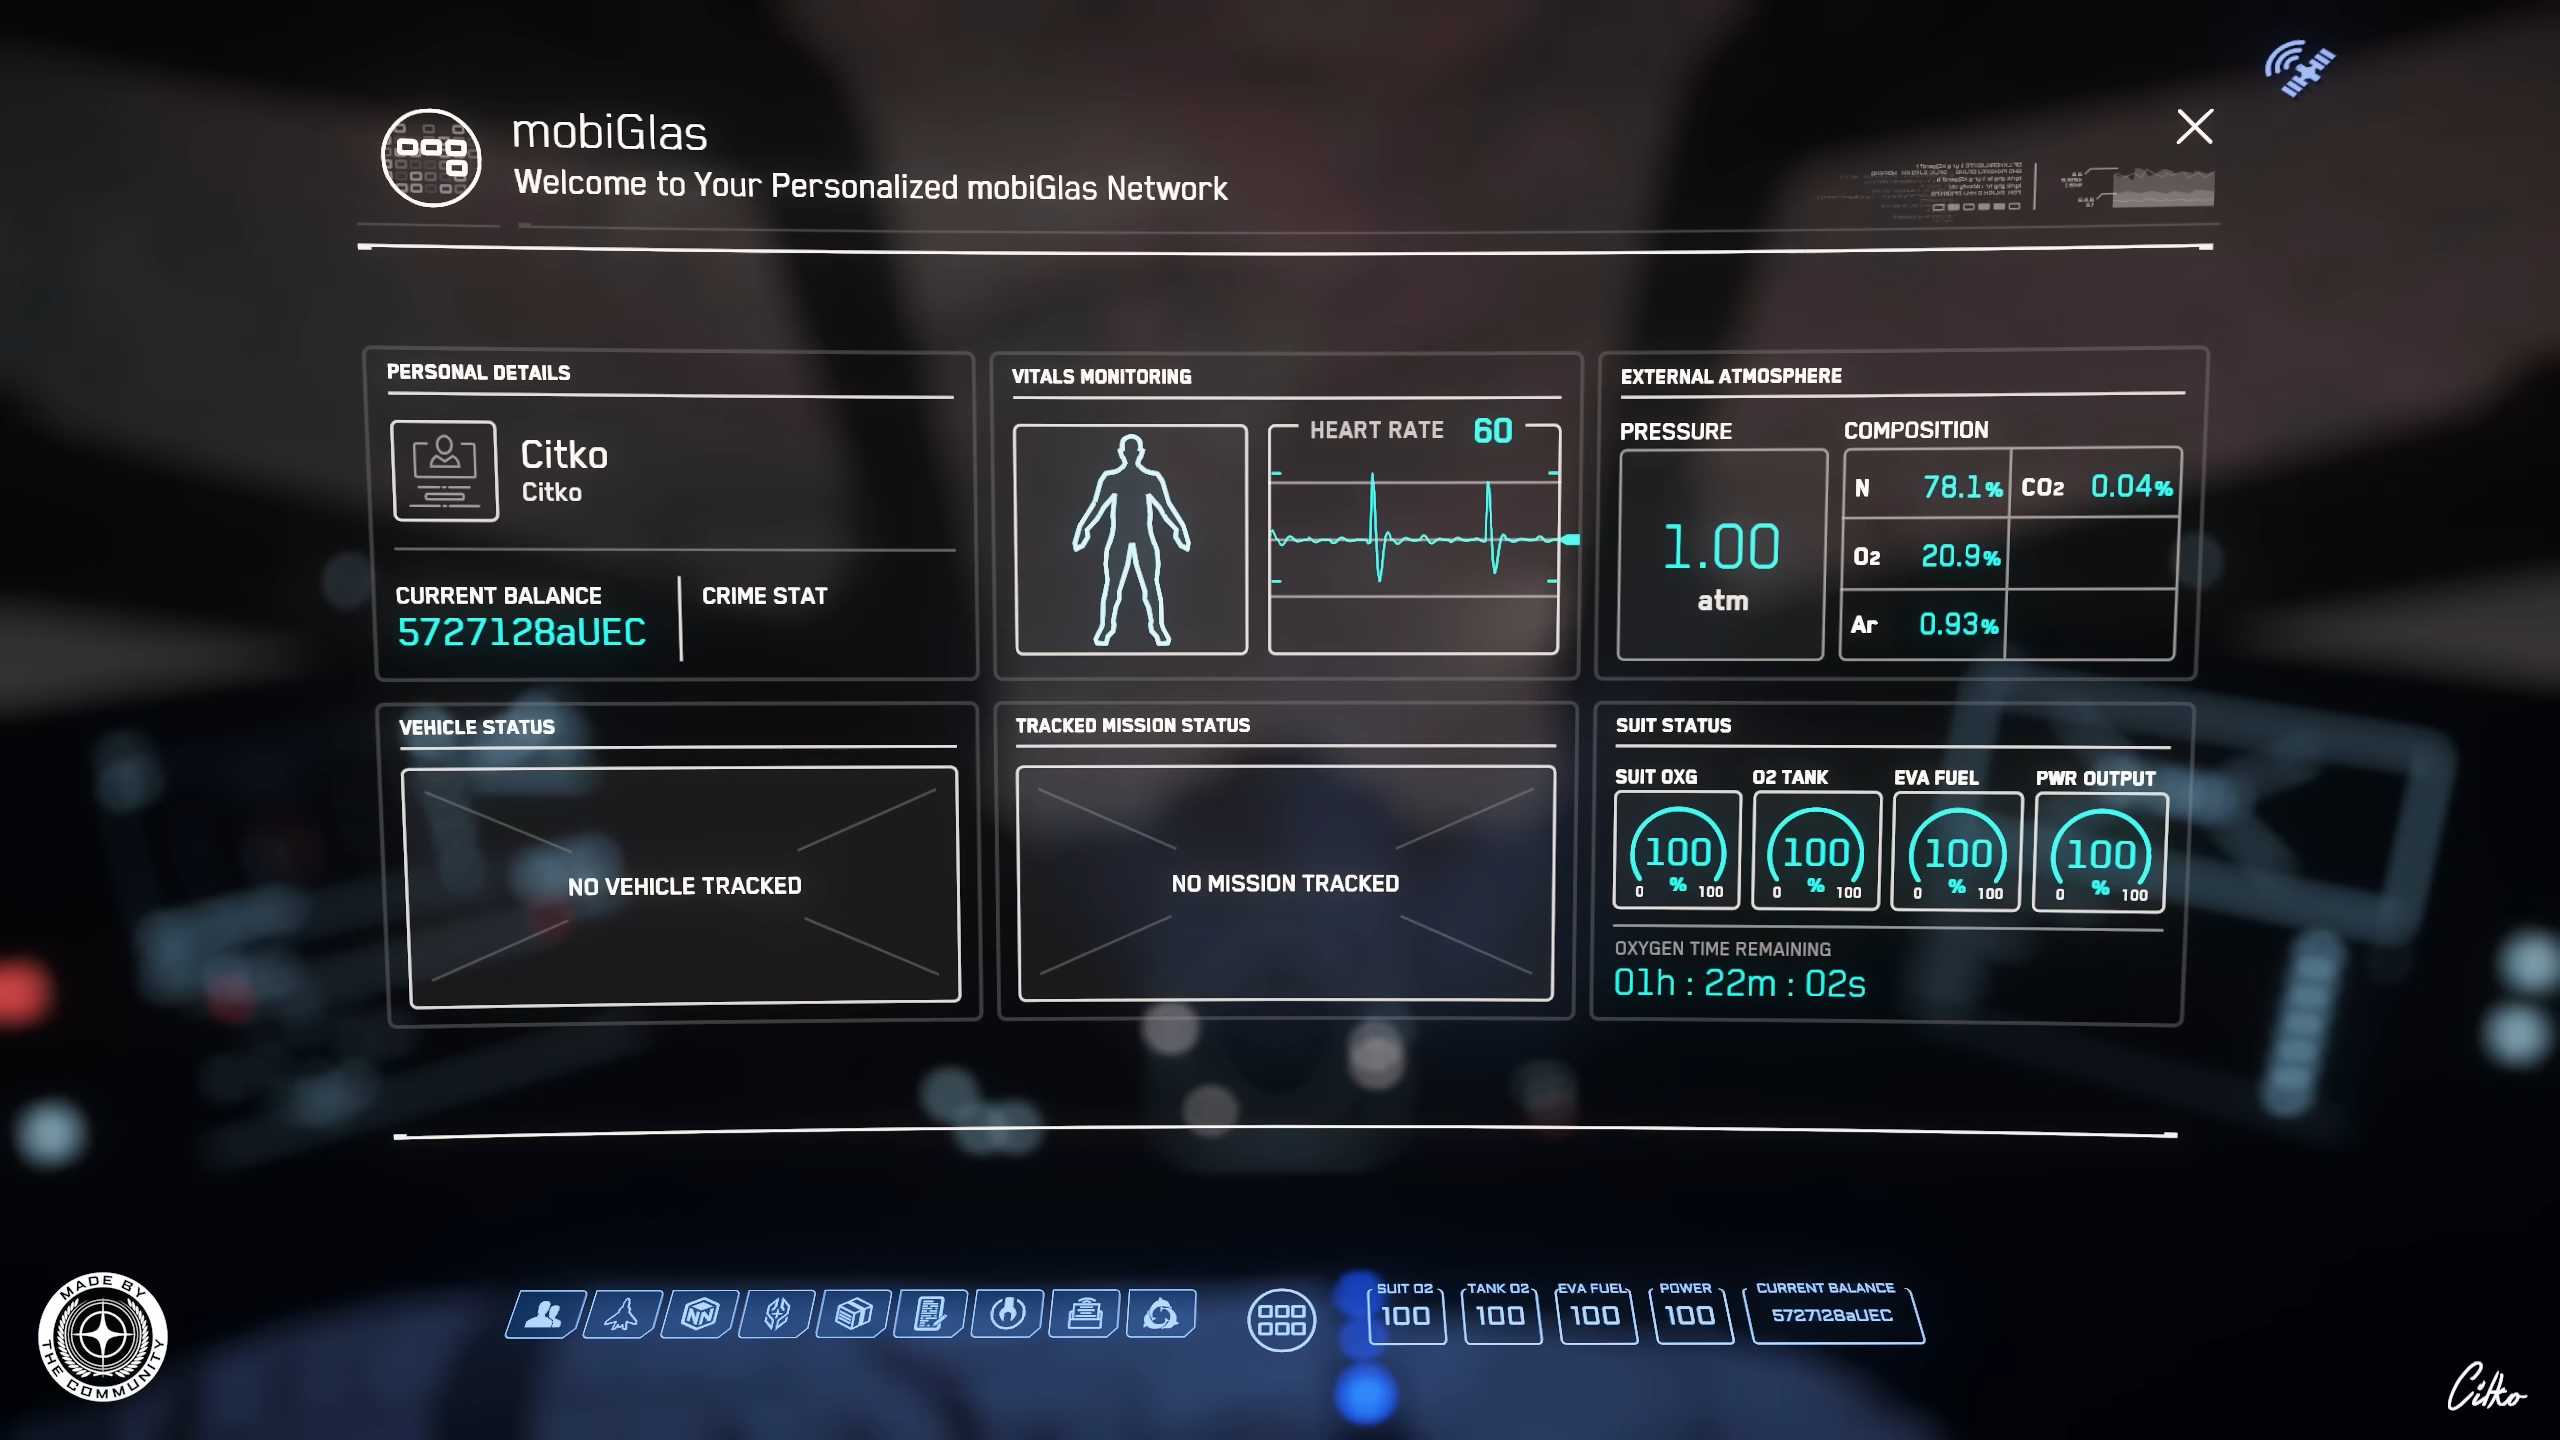 mobiGlas
Welcome to Your Personalized mobiGlas Network
PERSONAL DETAILS
Citko
Citko
CURRENT BALANCE
5727128aUEC
CRIME STAT
VITALS MONITORING
HEART RATE 60
EXTERNAL ATMOSPHERE
PRESSURE
1.00
atm
COMPOSITION
N 78.1% CO2 0.04%
O2 20.9%
Ar 0.93%
VEHICLE STATUS
NO VEHICLE TRACKED
TRACKED MISSION STATUS
NO MISSION TRACKED
SUIT STATUS
SUIT OXG O2 TANK EVA FUEL PWR OUTPUT
100 100 100 100
0 % 100 0 % 100 0 % 100 0 % 100
OXYGEN TIME REMAINING
01h : 22m : 02s
MADE BY
THE COMMUNITY
NN
SUIT O2 TANK O2 EVA FUEL POWER CURRENT BALANCE
100 100 100 100 5727128aUEC
Citko